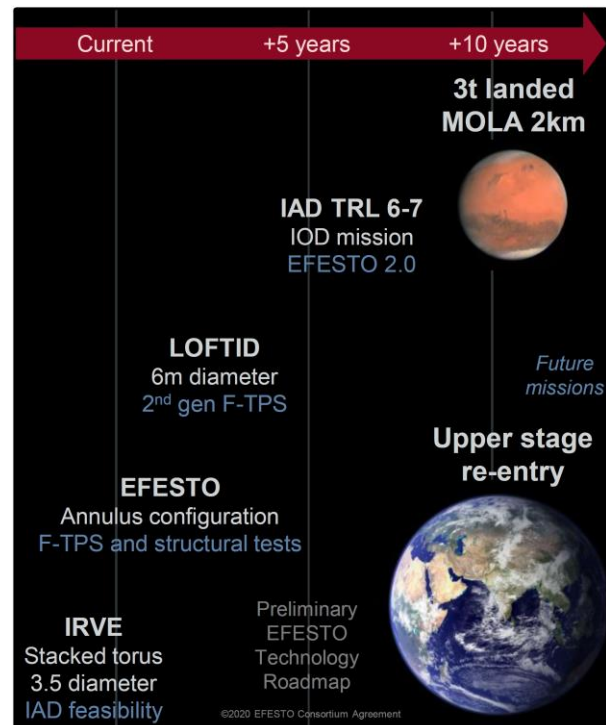 Current +5 years +10 years
3t landed
MOLA 2km
IAD TRL 6-7
IOD mission
EFESTO 2.0
LOFTID
6m diameter
2nd gen F-TPS
Future
missions
Upper stage
re-entry
EFESTO
Annulus configuration
F-TPS and structural tests
IRVE
Stacked torus
3.5 diameter
IAD feasibility
Preliminary
EFESTO
Technology
Roadmap
©2020 EFESTO Consortium Agreement